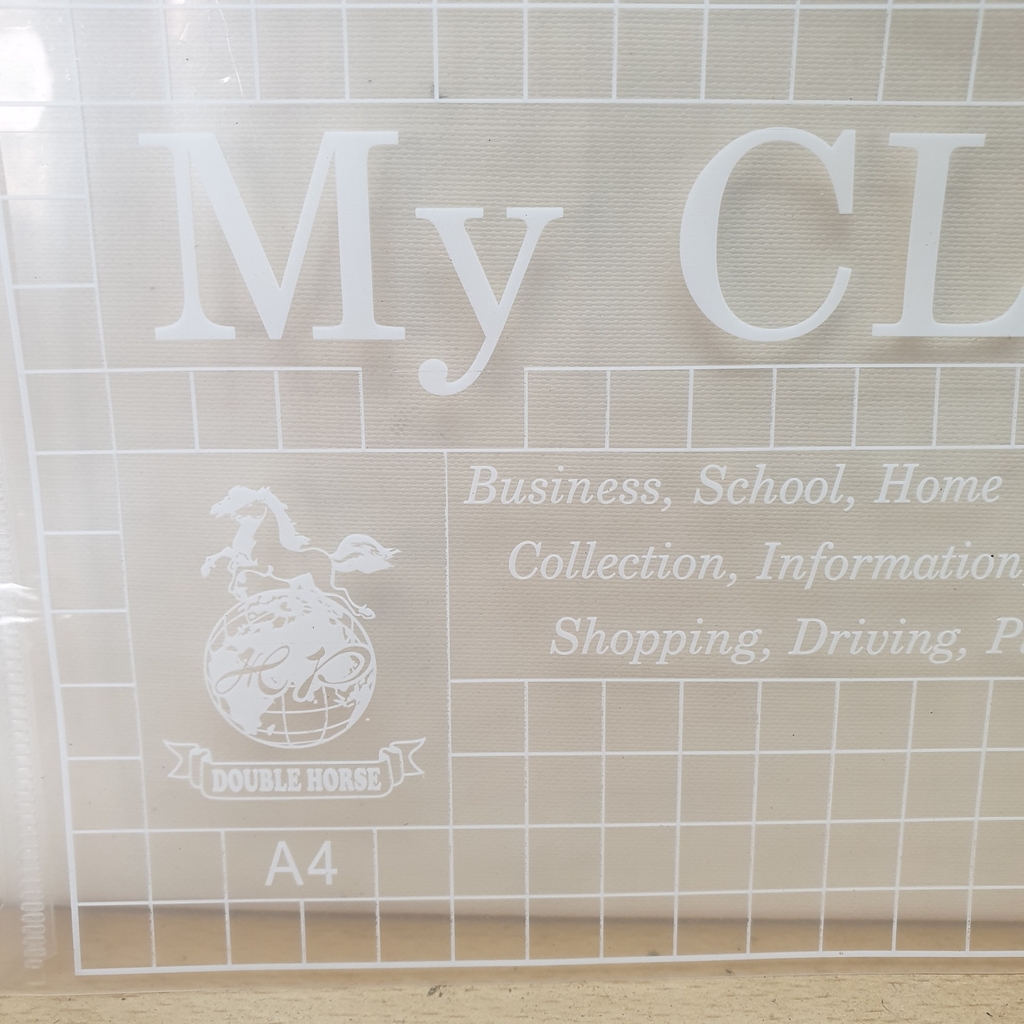 My CL
Business, School, Home
Collection, Information
Shopping, Driving,
DOUBLE HORSE
A4